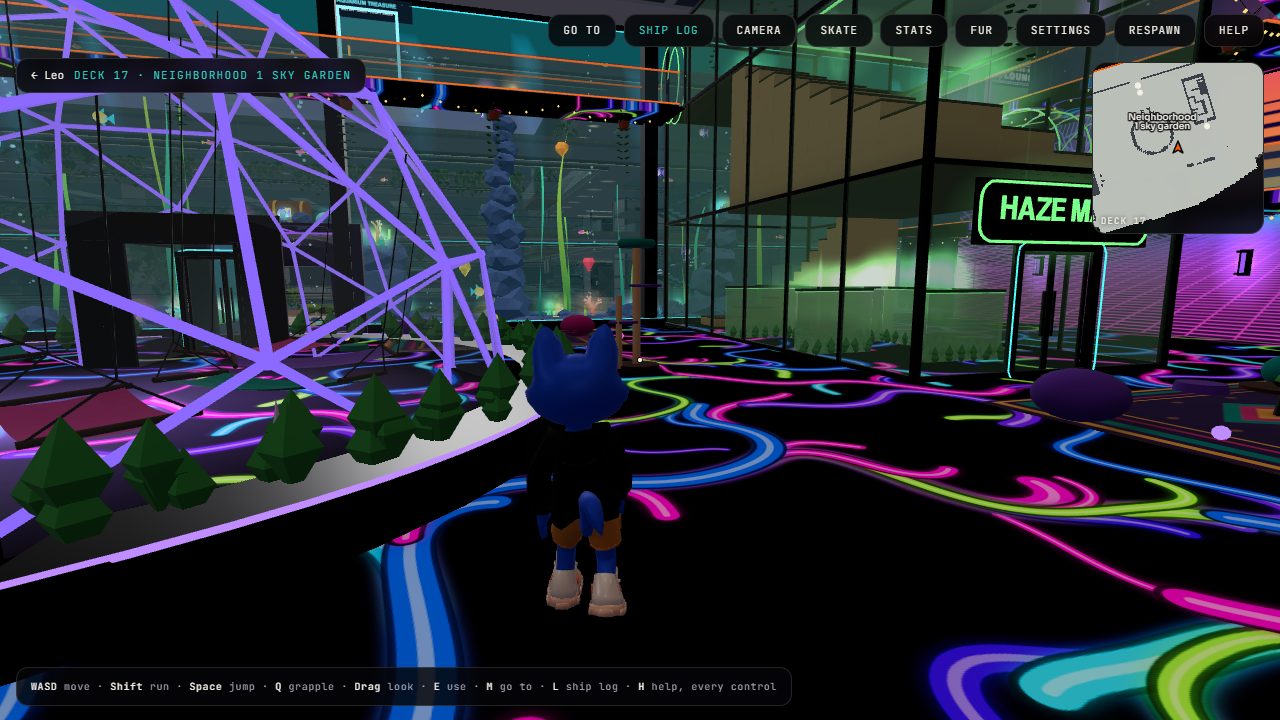 AQUARIUM TREASURE
GO TO
SHIP LOG
CAMERA
SKATE
STATS
FUR
SETTINGS
RESPAWN
HELP
← Leo DECK 17 · NEIGHBORHOOD 1 SKY GARDEN
Neighborhood
1 sky garden
DECK 17
HAZE M
WASD move · Shift run · Space jump · Q grapple · Drag look · E use · M go to · L ship log · H help, every control